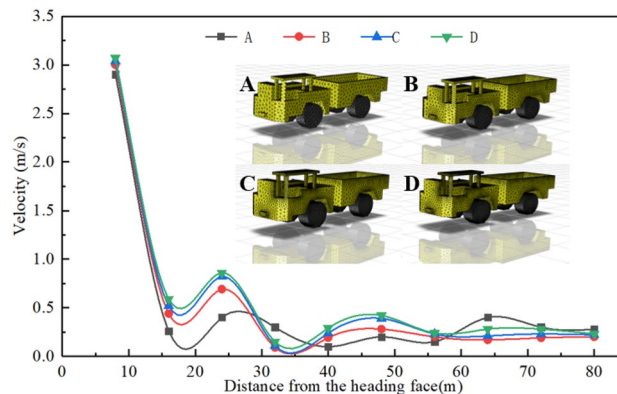 3.5
3.0
2.5
2.0
1.5
1.0
0.5
0.0
Velocity (m/s)
A B C D
A B
C D
0 10 20 30 40 50 60 70 80
Distance from the heading face(m)